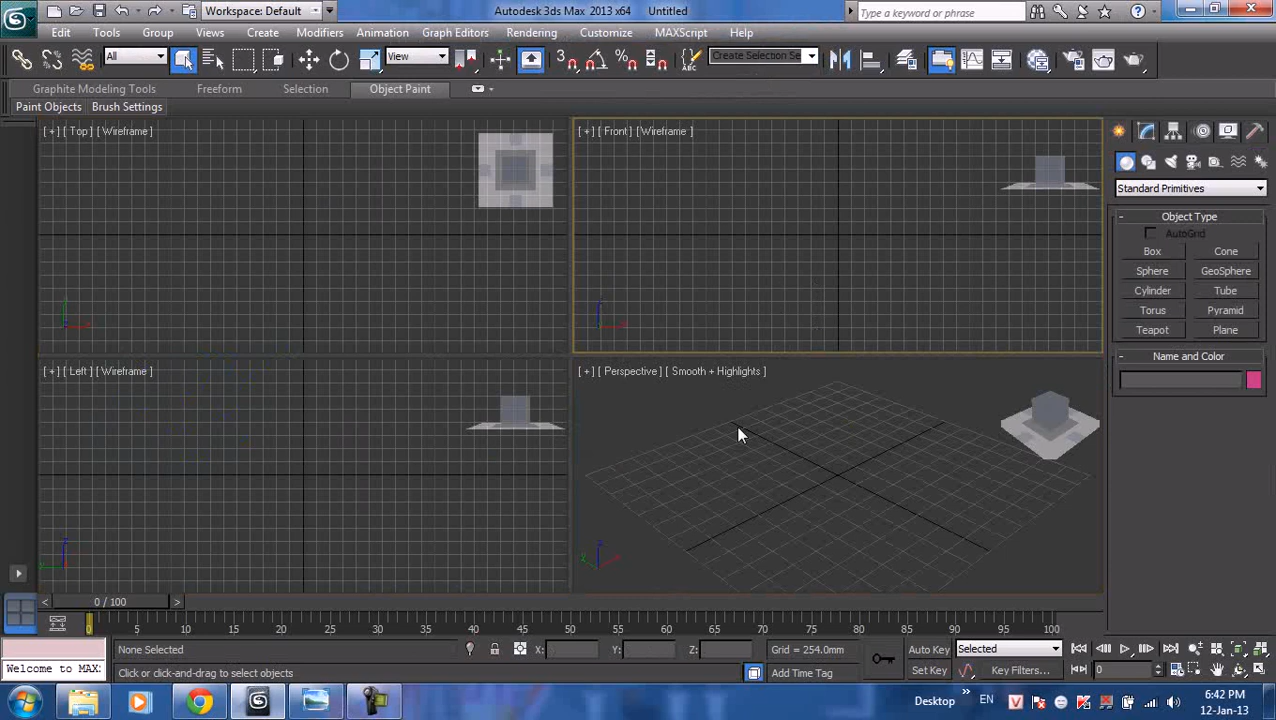 Workspace: Default
Autodesk 3ds Max 2013 x64
Untitled
Type a keyword or phrase
Edit Tools Group Views Create Modifiers Animation Graph Editors Rendering Customize MAXScript Help
All
View
Create Selection Se
Graphite Modeling Tools Freeform Selection Object Paint
Paint Objects Brush Settings
[ + ] [ Top ] [ Wireframe ]
[ + ] [ Front ] [ Wireframe ]
Standard Primitives
Object Type
AutoGrid
Box Cone
Sphere GeoSphere
Cylinder Tube
Torus Pyramid
Teapot Plane
Name and Color
[ + ] [ Left ] [ Wireframe ]
[ + ] [ Perspective ] [ Smooth + Highlights ]
< 0 / 100 >
0 5 10 15 20 25 30 35 40 45 50 55 60 65 70 75 80 85 90 95 100
None Selected
X: Y: Z:
Grid = 254.0mm
Auto Key
Selected
Welcome to MAX
Click or click-and-drag to select objects
Add Time Tag
Set Key
Key Filters...
0
Desktop
EN
6:42 PM
12-Jan-13